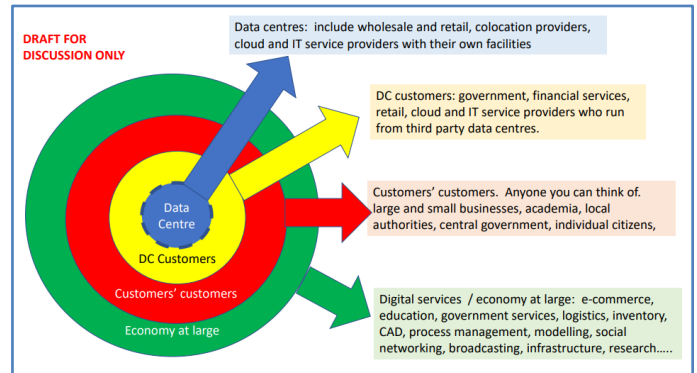 DRAFT FOR
DISCUSSION ONLY
Data centres:  include wholesale and retail, colocation providers,
cloud and IT service providers with their own facilities
DC customers: government, financial services,
retail, cloud and IT service providers who run
from third party data centres.
Customers’ customers.  Anyone you can think of.
large and small businesses, academia, local
authorities, central government, individual citizens,
Digital services  / economy at large:  e-commerce,
education, government services, logistics, inventory,
CAD, process management, modelling, social
networking, broadcasting, infrastructure, research…..
Data
Centre
DC Customers
Customers’ customers
Economy at large